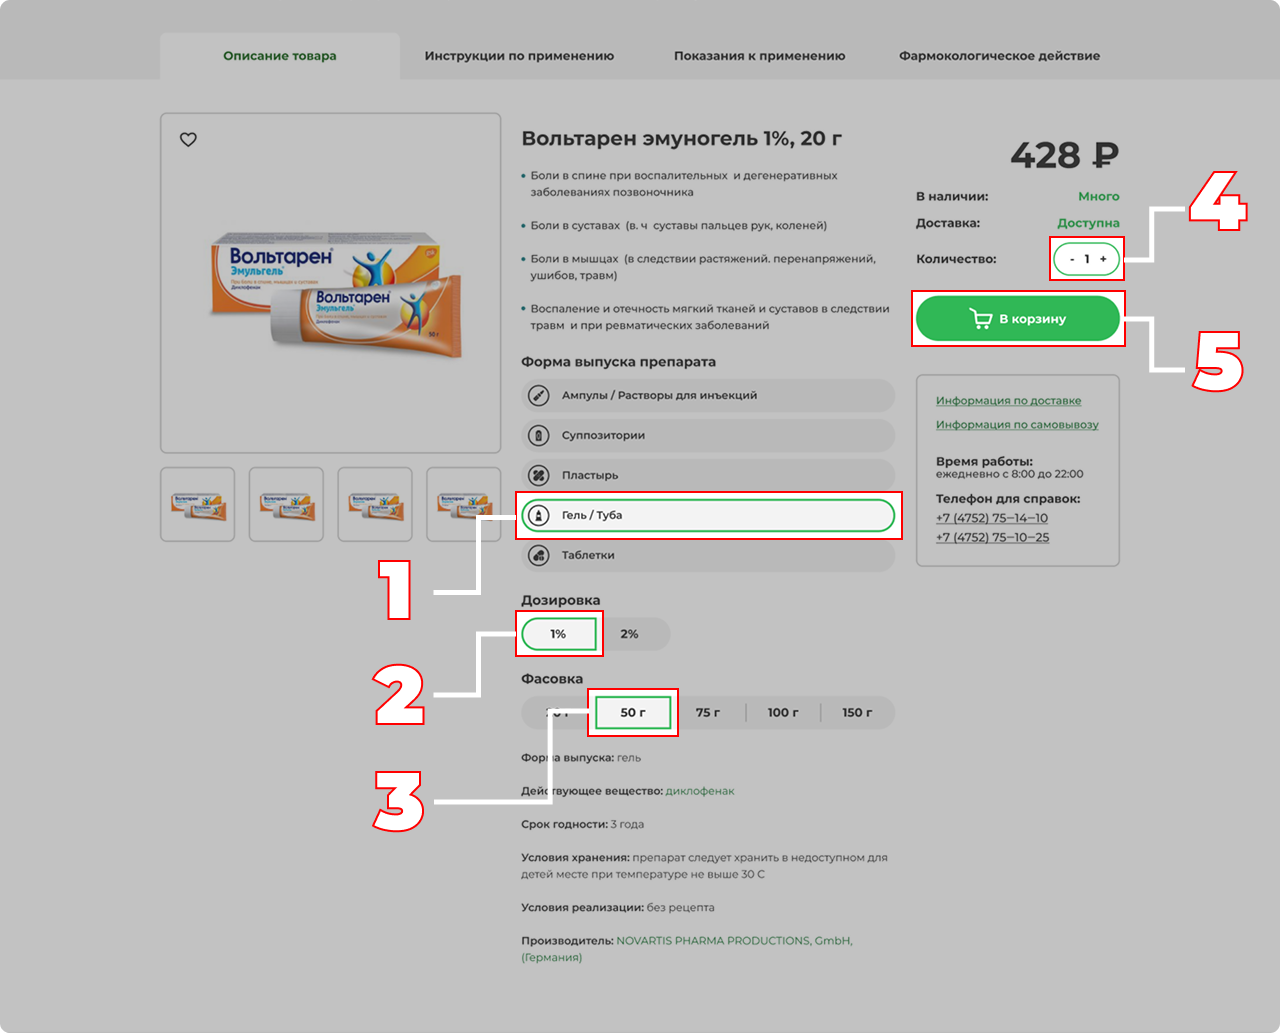 Описание товара
Инструкции по применению
Показания к применению
Фармокологическое действие
Вольтарен эмуногель 1%, 20 г
• Боли в спине при воспалительных и дегенеративных
заболеваниях позвоночника
• Боли в суставах (в. ч суставы пальцев рук, коленей)
• Боли в мышцах (в следствии растяжений. перенапряжений,
ушибов, травм)
• Воспаление и отечность мягкий тканей и суставов в следствии
травм и при ревматических заболеваний
Вольтарен
Эмульгель
Диклофенак
Вольтарен
Эмульгель
Диклофенак
50 г
Форма выпуска препарата
Ампулы / Растворы для инъекций
Суппозитории
Пластырь
Гель / Туба
Таблетки
1
Дозировка
1%
2%
2
Фасовка
50 г
75 г
100 г
150 г
3
Форма выпуска: гель
Действующее вещество: диклофенак
Срок годности: 3 года
Условия хранения: препарат следует хранить в недоступном для
детей месте при температуре не выше 30 С
Условия реализации: без рецепта
Производитель: NOVARTIS PHARMA PRODUCTIONS, GmbH,
(Германия)
428 ₽
В наличии: Много
Доставка: Доступна
Количество: - 1 +
4
В корзину
5
Информация по доставке
Информация по самовывозу
Время работы:
ежедневно с 8:00 до 22:00
Телефон для справок:
+7 (4752) 75–14–10
+7 (4752) 75–10–25